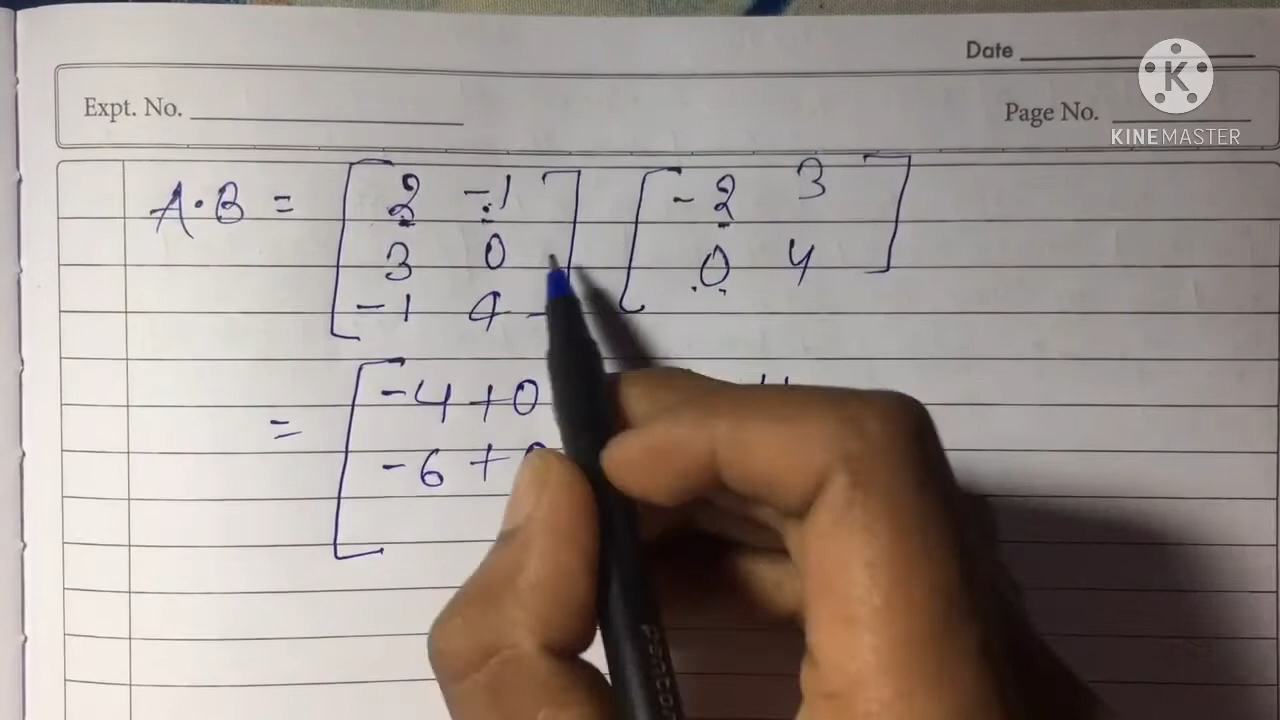 Date
K
Expt. No.
Page No.
KINEMASTER
A·B = [ 2 -1 ] [ -2 3 ]
3 0 0 4
-1 4
= [ -4+0
-6+0